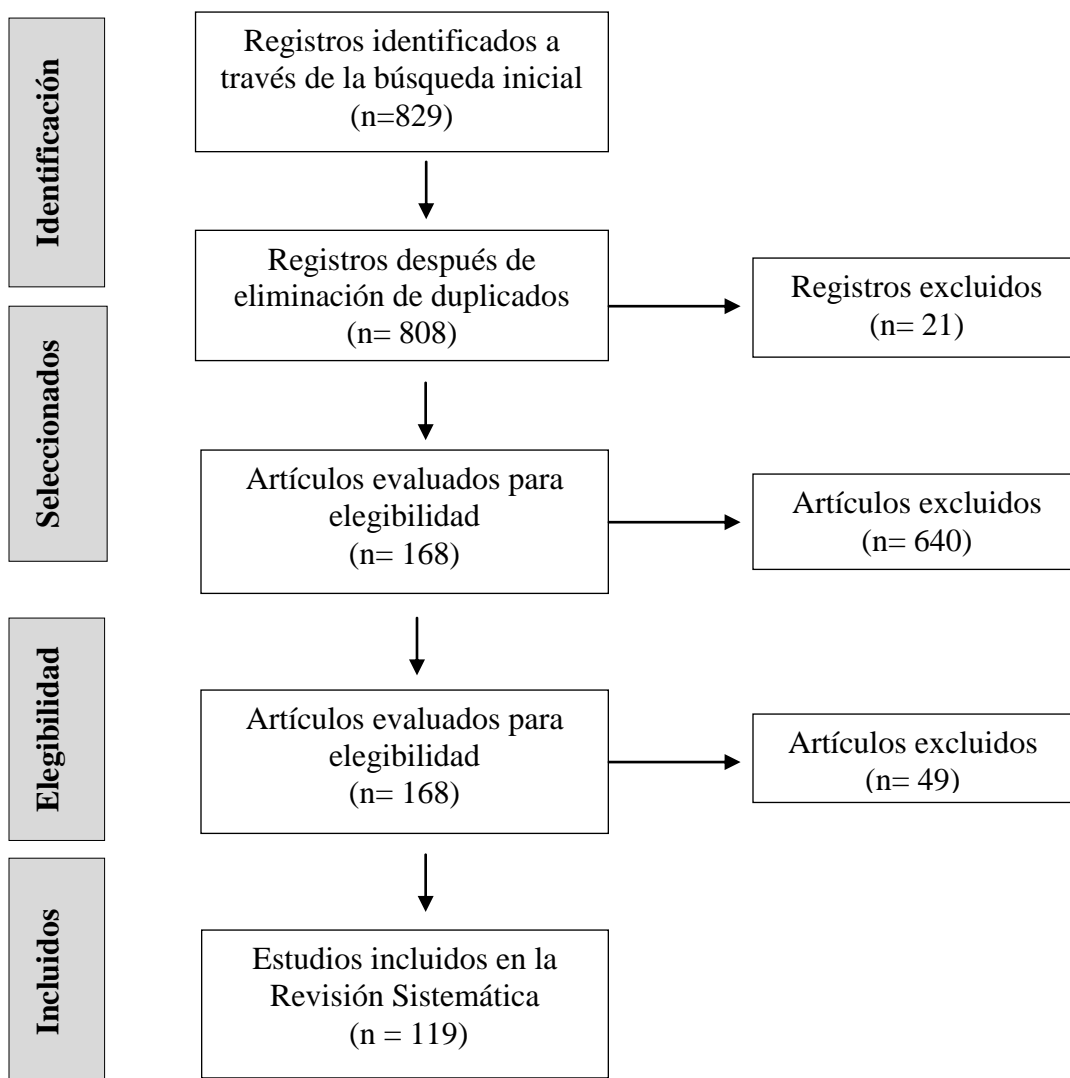 Identificación
Registros identificados a
través de la búsqueda inicial
(n=829)
Registros después de
eliminación de duplicados
(n= 808)
Registros excluidos
(n= 21)
Seleccionados
Artículos evaluados para
elegibilidad
(n= 168)
Artículos excluidos
(n= 640)
Elegibilidad
Artículos evaluados para
elegibilidad
(n= 168)
Artículos excluidos
(n= 49)
Incluidos
Estudios incluidos en la
Revisión Sistemática
(n = 119)